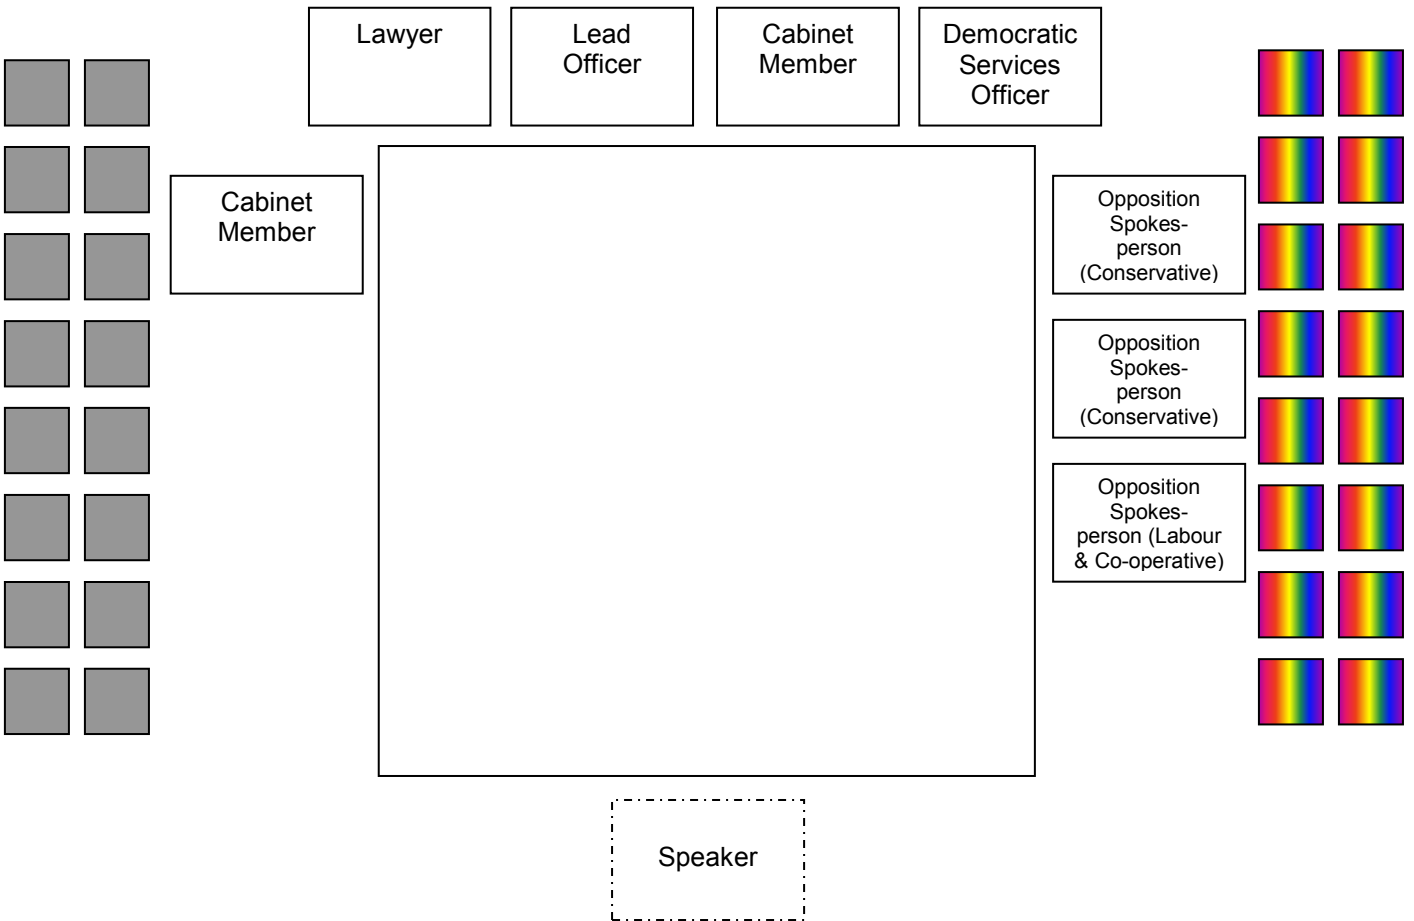 Lawyer
Lead
Officer
Cabinet
Member
Democratic
Services
Officer
Cabinet
Member
Opposition
Spokes-
person
(Conservative)
Opposition
Spokes-
person
(Conservative)
Opposition
Spokes-
person (Labour
& Co-operative)
Speaker